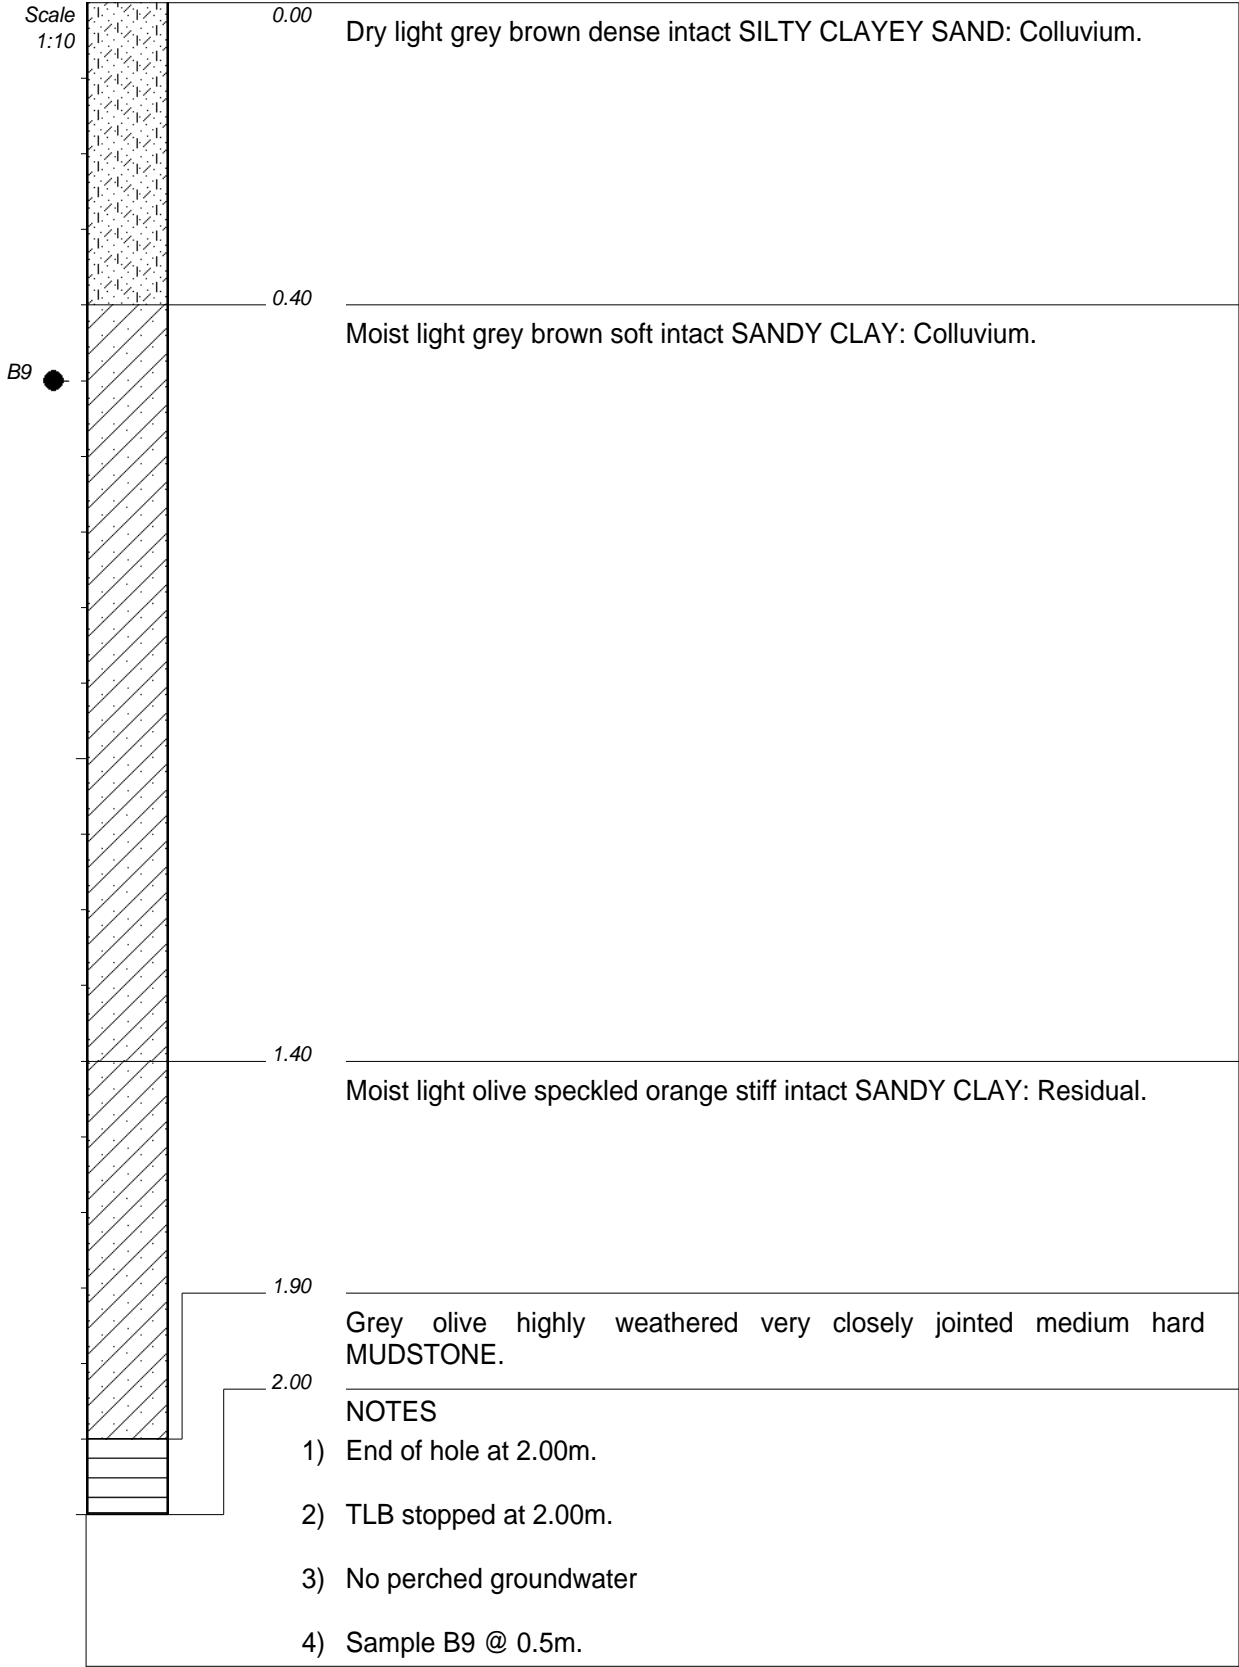 Scale
1:10
0.00
Dry light grey brown dense intact SILTY CLAYEY SAND: Colluvium.
0.40
Moist light grey brown soft intact SANDY CLAY: Colluvium.
B9
1.40
Moist light olive speckled orange stiff intact SANDY CLAY: Residual.
1.90
Grey olive highly weathered very closely jointed medium hard
MUDSTONE.
2.00
NOTES
1) End of hole at 2.00m.
2) TLB stopped at 2.00m.
3) No perched groundwater
4) Sample B9 @ 0.5m.